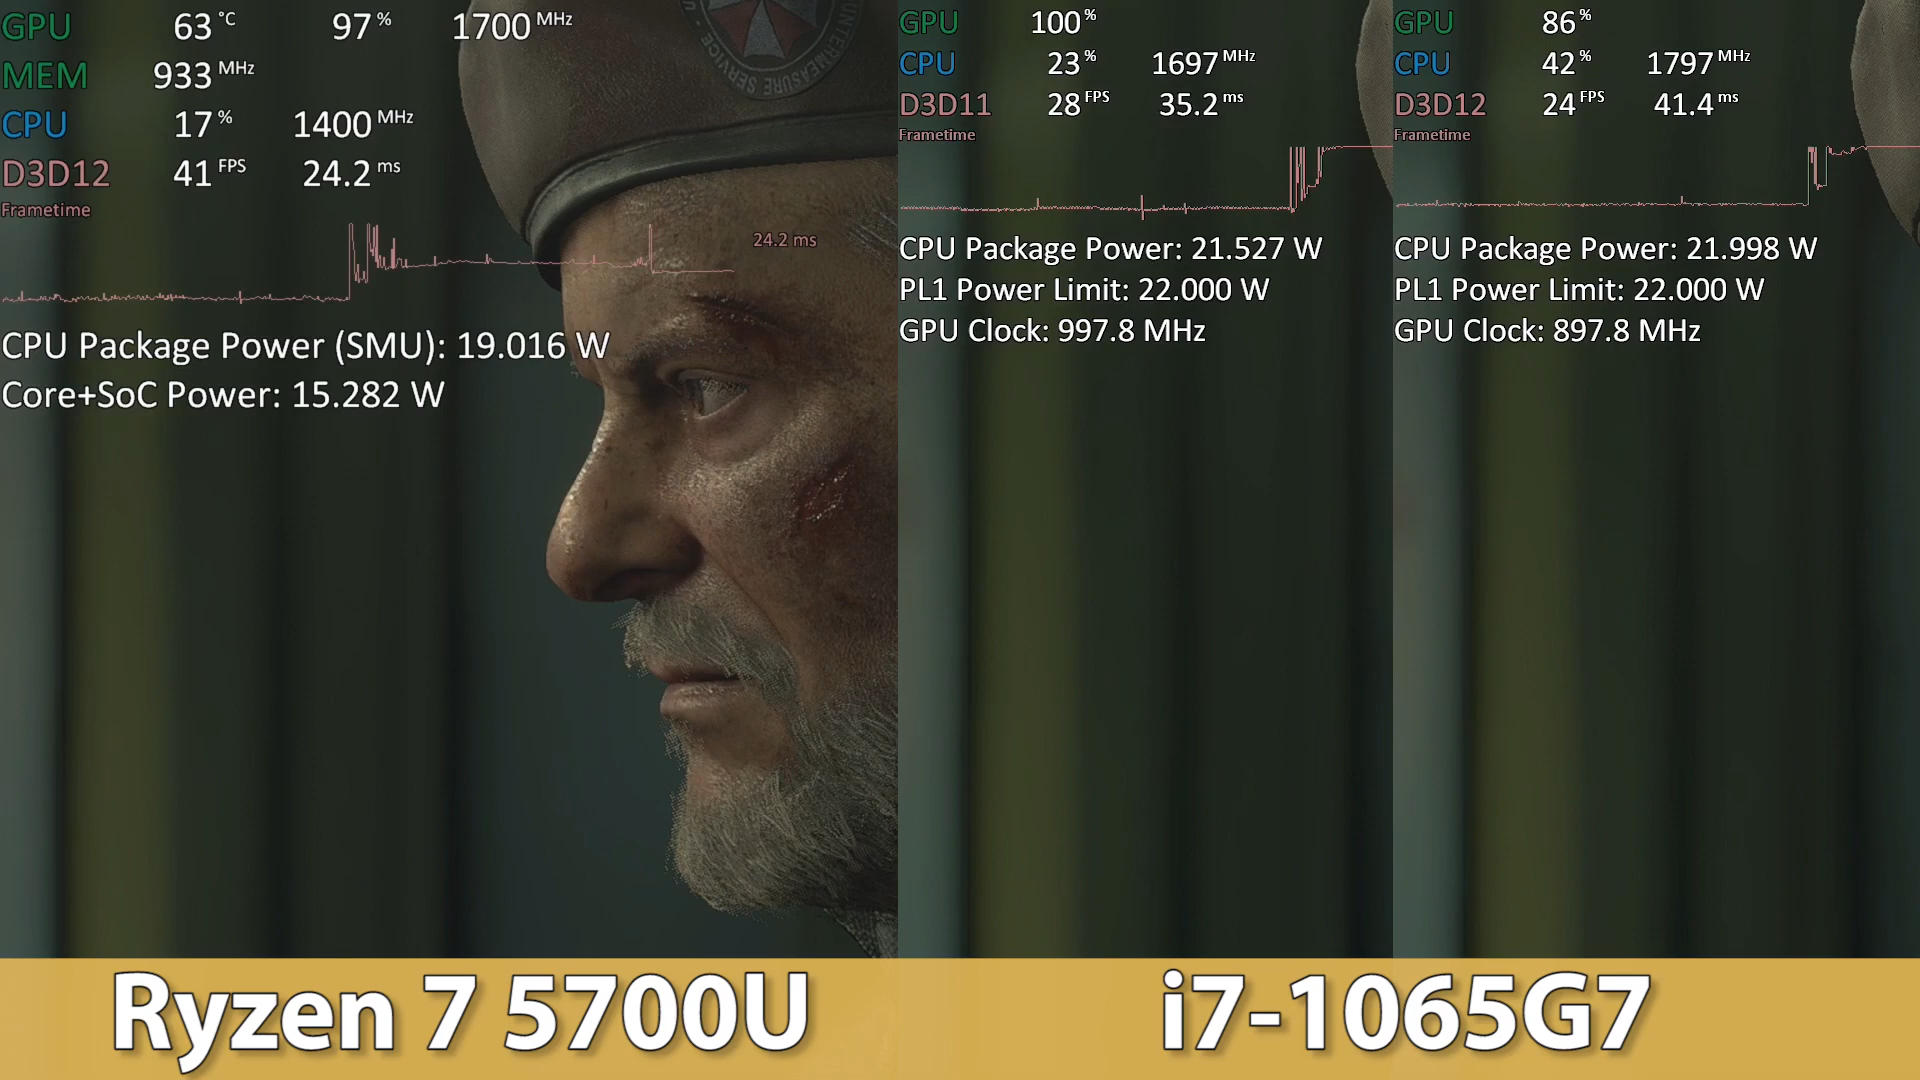 GPU 63 °C 97 % 1700 MHz
MEM 933 MHz
CPU 17 % 1400 MHz
D3D12 41 FPS 24.2 ms
Frametime
24.2 ms
CPU Package Power (SMU): 19.016 W
Core+SoC Power: 15.282 W
GPU 100 %
CPU 23 % 1697 MHz
D3D11 28 FPS 35.2 ms
Frametime
CPU Package Power: 21.527 W
PL1 Power Limit: 22.000 W
GPU Clock: 997.8 MHz
GPU 86 %
CPU 42 % 1797 MHz
D3D12 24 FPS 41.4 ms
Frametime
CPU Package Power: 21.998 W
PL1 Power Limit: 22.000 W
GPU Clock: 897.8 MHz
Ryzen 7 5700U
i7-1065G7